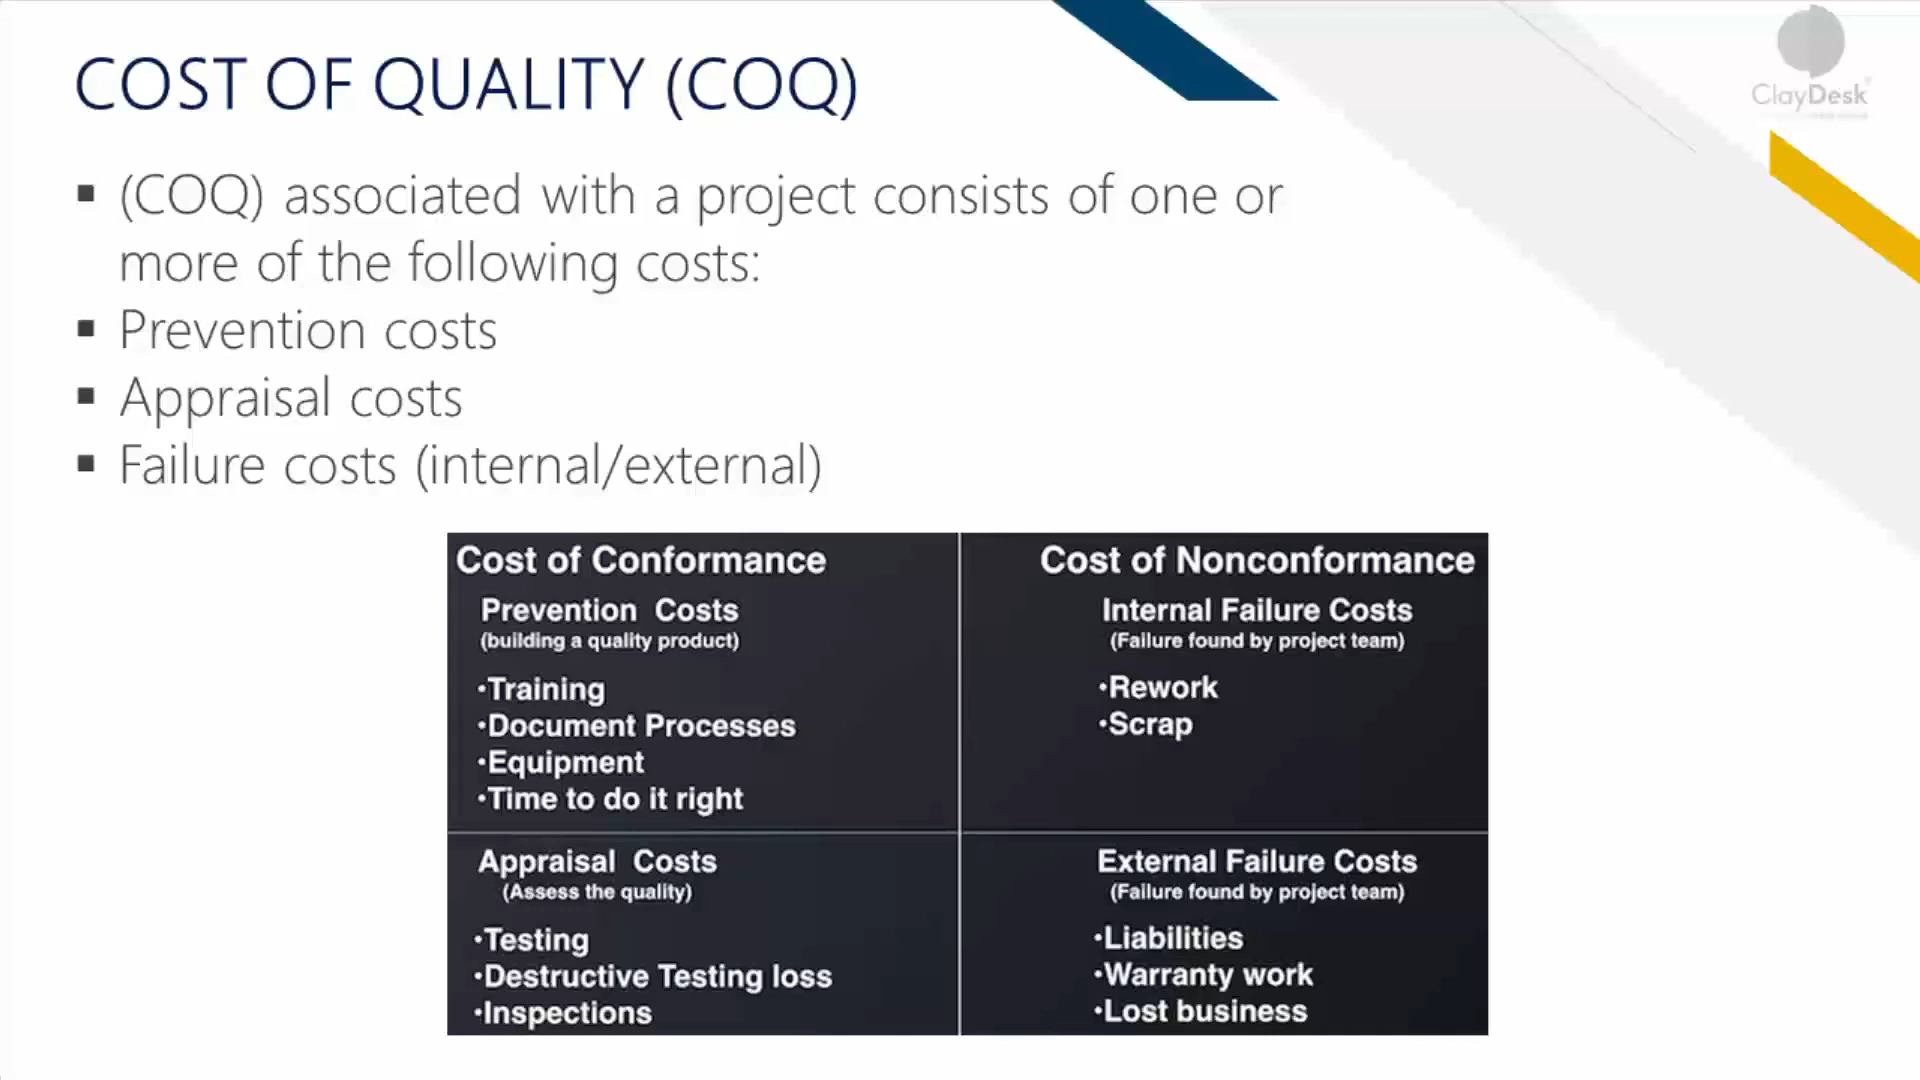 COST OF QUALITY (COQ)
ClayDesk
▪ (COQ) associated with a project consists of one or
more of the following costs:
▪ Prevention costs
▪ Appraisal costs
▪ Failure costs (internal/external)
Cost of Conformance
Prevention Costs
(building a quality product)
•Training
•Document Processes
•Equipment
•Time to do it right
Cost of Nonconformance
Internal Failure Costs
(Failure found by project team)
•Rework
•Scrap
Appraisal Costs
(Assess the quality)
•Testing
•Destructive Testing loss
•Inspections
External Failure Costs
(Failure found by project team)
•Liabilities
•Warranty work
•Lost business